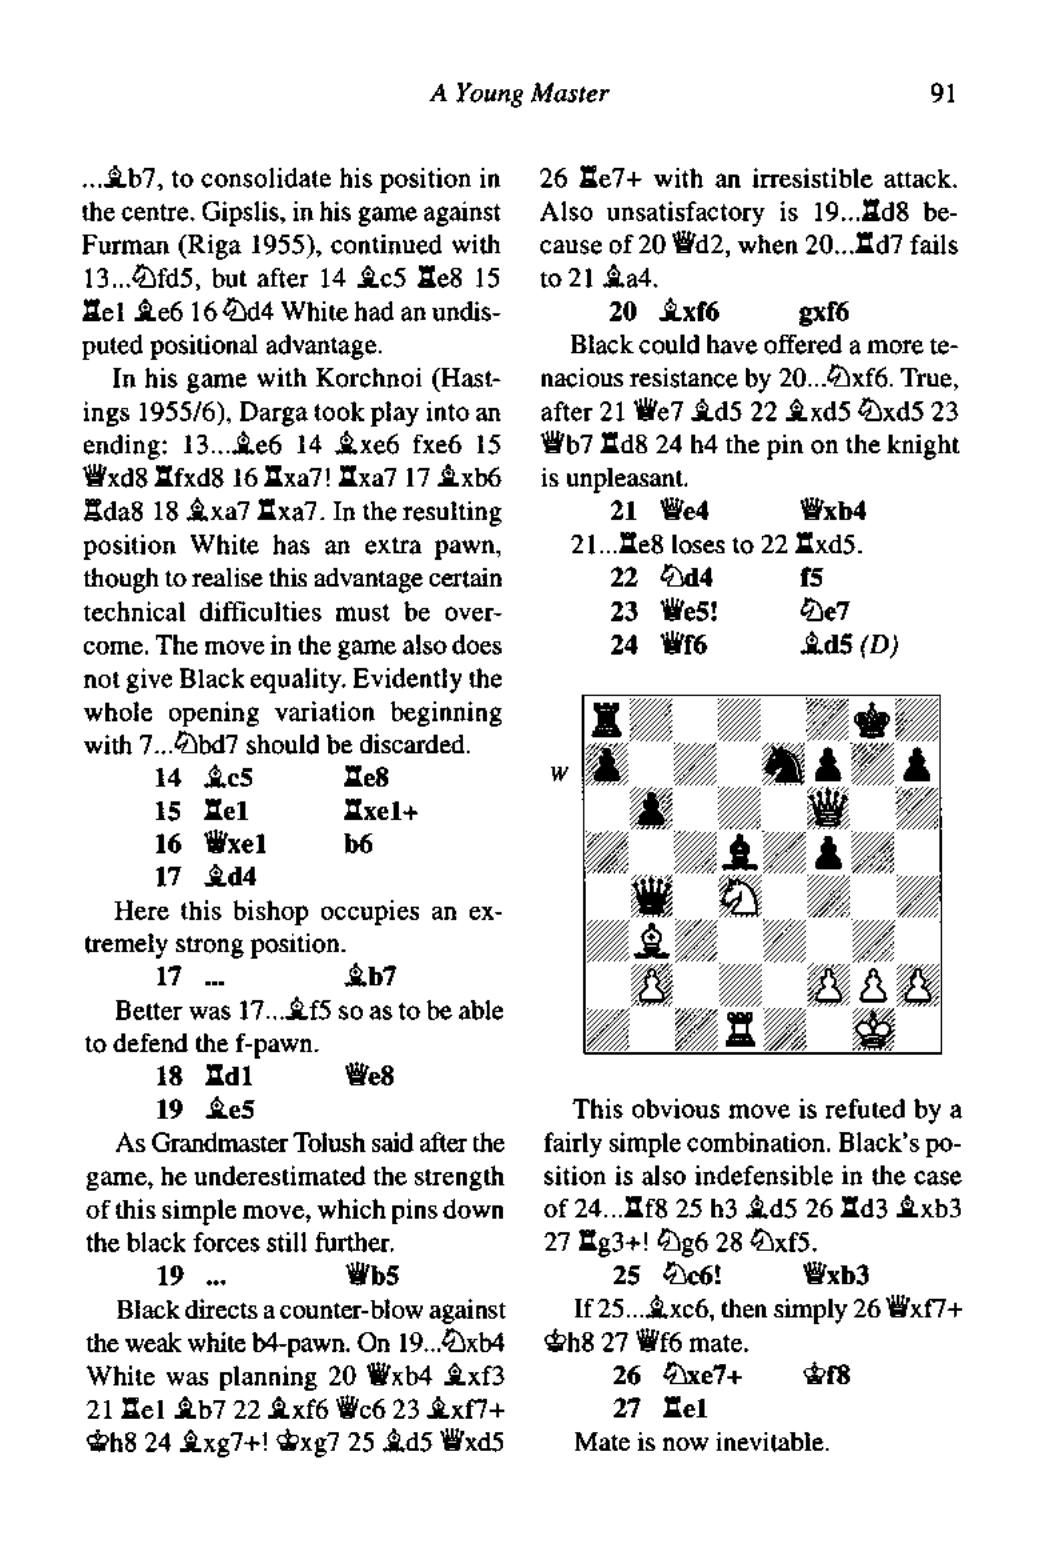 A Young Master
91
...♗b7, to consolidate his position in
the centre. Gipslis, in his game against
Furman (Riga 1955), continued with
13...♘fd5, but after 14 ♗c5 ♖e8 15
♖e1 ♗e6 16 ♘d4 White had an undis-
puted positional advantage.
In his game with Korchnoi (Hast-
ings 1955/6), Darga took play into an
ending: 13...♗e6 14 ♗xe6 fxe6 15
♕xd8 ♖fxd8 16 ♖xa7! ♖xa7 17 ♗xb6
♖da8 18 ♗xa7 ♖xa7. In the resulting
position White has an extra pawn,
though to realise this advantage certain
technical difficulties must be over-
come. The move in the game also does
not give Black equality. Evidently the
whole opening variation beginning
with 7...♘bd7 should be discarded.
14 ♗c5 ♖e8
15 ♖e1 ♖xe1+
16 ♕xe1 b6
17 ♗d4
Here this bishop occupies an ex-
tremely strong position.
17 ... ♗b7
Better was 17...♗f5 so as to be able
to defend the f-pawn.
18 ♖d1 ♕e8
19 ♗e5
As Grandmaster Tolush said after the
game, he underestimated the strength
of this simple move, which pins down
the black forces still further.
19 ... ♕b5
Black directs a counter-blow against
the weak white b4-pawn. On 19...♘xb4
White was planning 20 ♕xb4 ♗xf3
21 ♖e1 ♗b7 22 ♗xf6 ♕c6 23 ♗xf7+
♔h8 24 ♗xg7+! ♔xg7 25 ♗d5 ♕xd5
26 ♖e7+ with an irresistible attack.
Also unsatisfactory is 19...♖d8 be-
cause of 20 ♕d2, when 20...♖d7 fails
to 21 ♗a4.
20 ♗xf6 gxf6
Black could have offered a more te-
nacious resistance by 20...♘xf6. True,
after 21 ♕e7 ♗d5 22 ♗xd5 ♘xd5 23
♕b7 ♖d8 24 h4 the pin on the knight
is unpleasant.
21 ♕e4 ♕xb4
21...♖e8 loses to 22 ♖xd5.
22 ♘d4 f5
23 ♕e5! ♘e7
24 ♕f6 ♗d5 (D)
W
This obvious move is refuted by a
fairly simple combination. Black's po-
sition is also indefensible in the case
of 24...♖f8 25 h3 ♗d5 26 ♖d3 ♗xb3
27 ♖g3+! ♘g6 28 ♘xf5.
25 ♘c6! ♕xb3
If 25...♗xc6, then simply 26 ♕xf7+
♔h8 27 ♕f6 mate.
26 ♘xe7+ ♔f8
27 ♖e1
Mate is now inevitable.